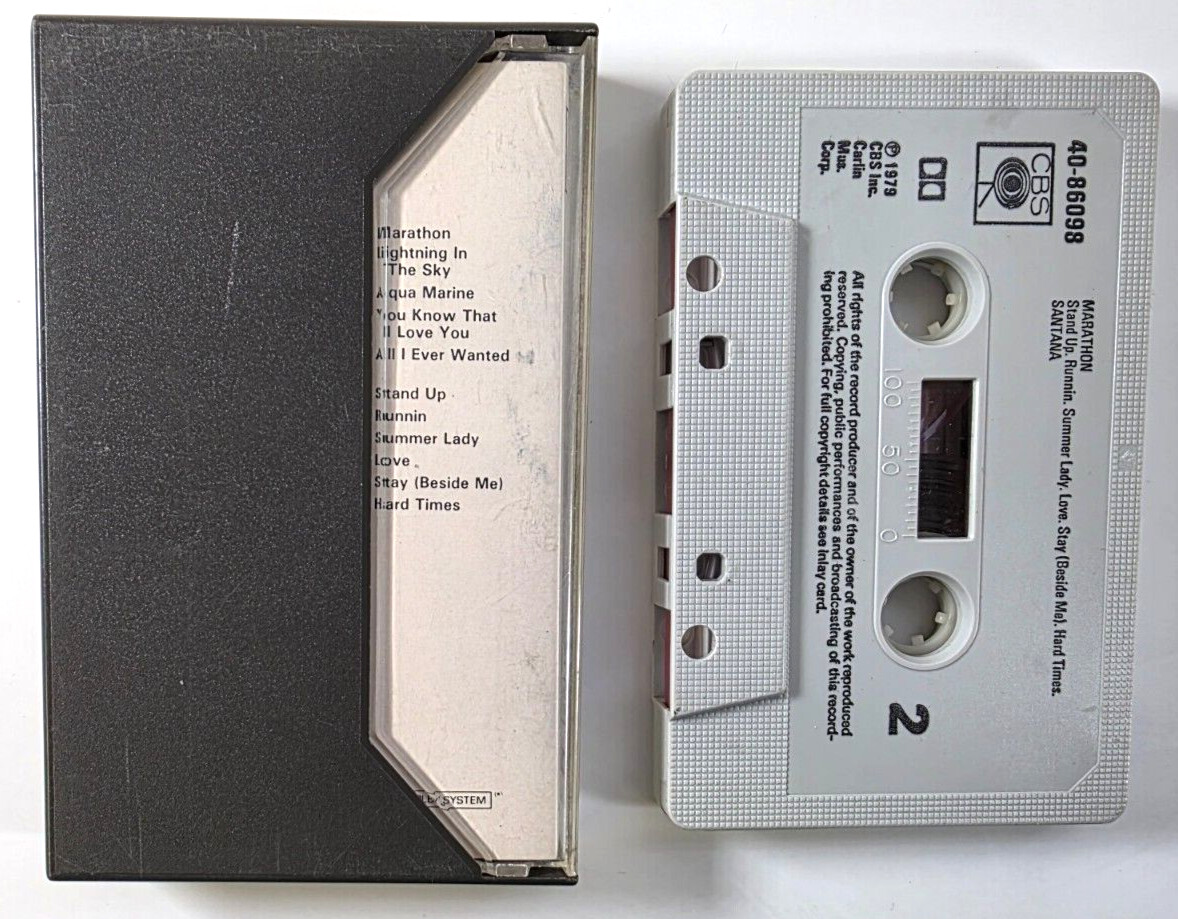 Marathon
Lightning In
The Sky
Aqua Marine
You Know That
I Love You
All I Ever Wanted
Stand Up
Runnin
Summer Lady
Love
Stay (Beside Me)
Hard Times
SYSTEM
40-86098
CBS
MARATHON
Stand Up. Runnin. Summer Lady. Love. Stay (Beside Me). Hard Times.
SANTANA
℗ 1979
CBS Inc.
Carlin
Mus.
Corp.
100 50 0
2
All rights of the record producer and of the owner of the work reproduced
reserved. Copying, public performances and broadcasting of this record-
ing prohibited. For full copyright details see inlay card.